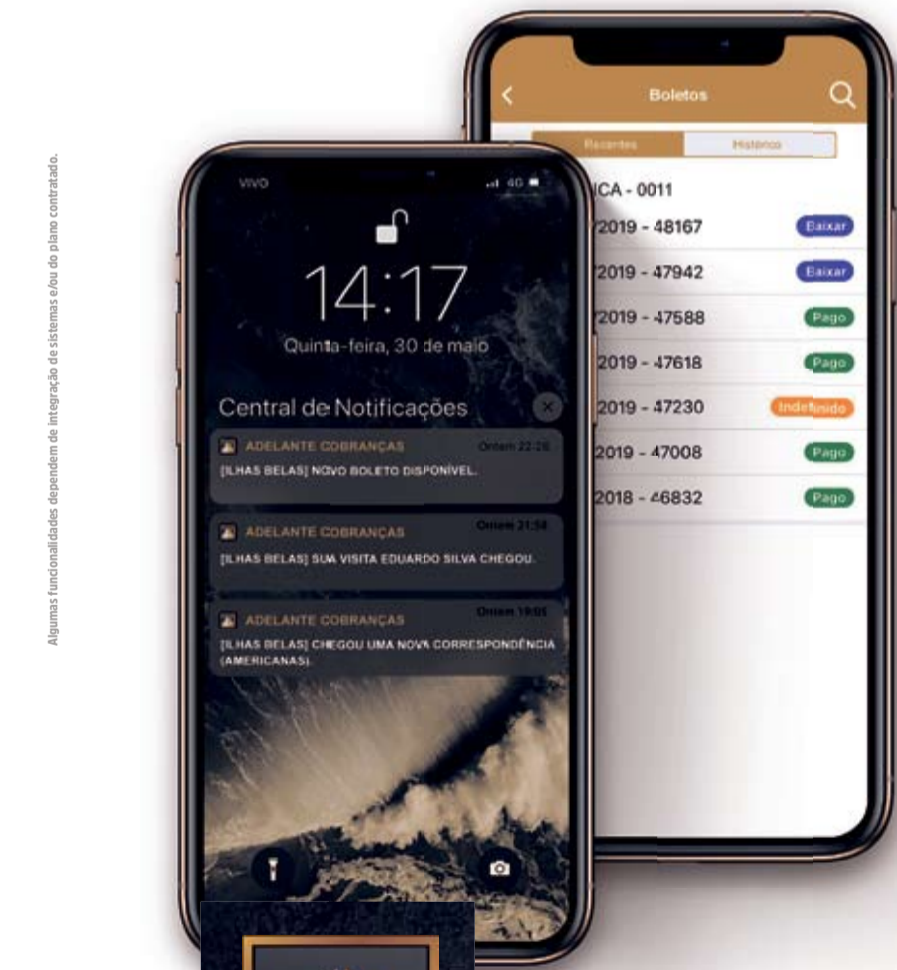 Algumas funcionalidades dependem de integração de sistemas e/ou do plano contratado.
VIVO
4G
14:17
Quinta-feira, 30 de maio
Central de Notificações
ADELANTE COBRANÇAS
Ontem 22:26
[ILHAS BELAS] NOVO BOLETO DISPONÍVEL.
ADELANTE COBRANÇAS
Ontem 21:58
[ILHAS BELAS] SUA VISITA EDUARDO SILVA CHEGOU.
ADELANTE COBRANÇAS
Ontem 19:05
[ILHAS BELAS] CHEGOU UMA NOVA CORRESPONDÊNCIA
(AMERICANAS).
Boletos
Recentes Histórico
ICA - 0011
/2019 - 48167 Baixar
/2019 - 47942 Baixar
/2019 - 47588 Pago
2019 - 47618 Pago
2019 - 47230 Indefinido
2019 - 47008 Pago
2018 - 46832 Pago